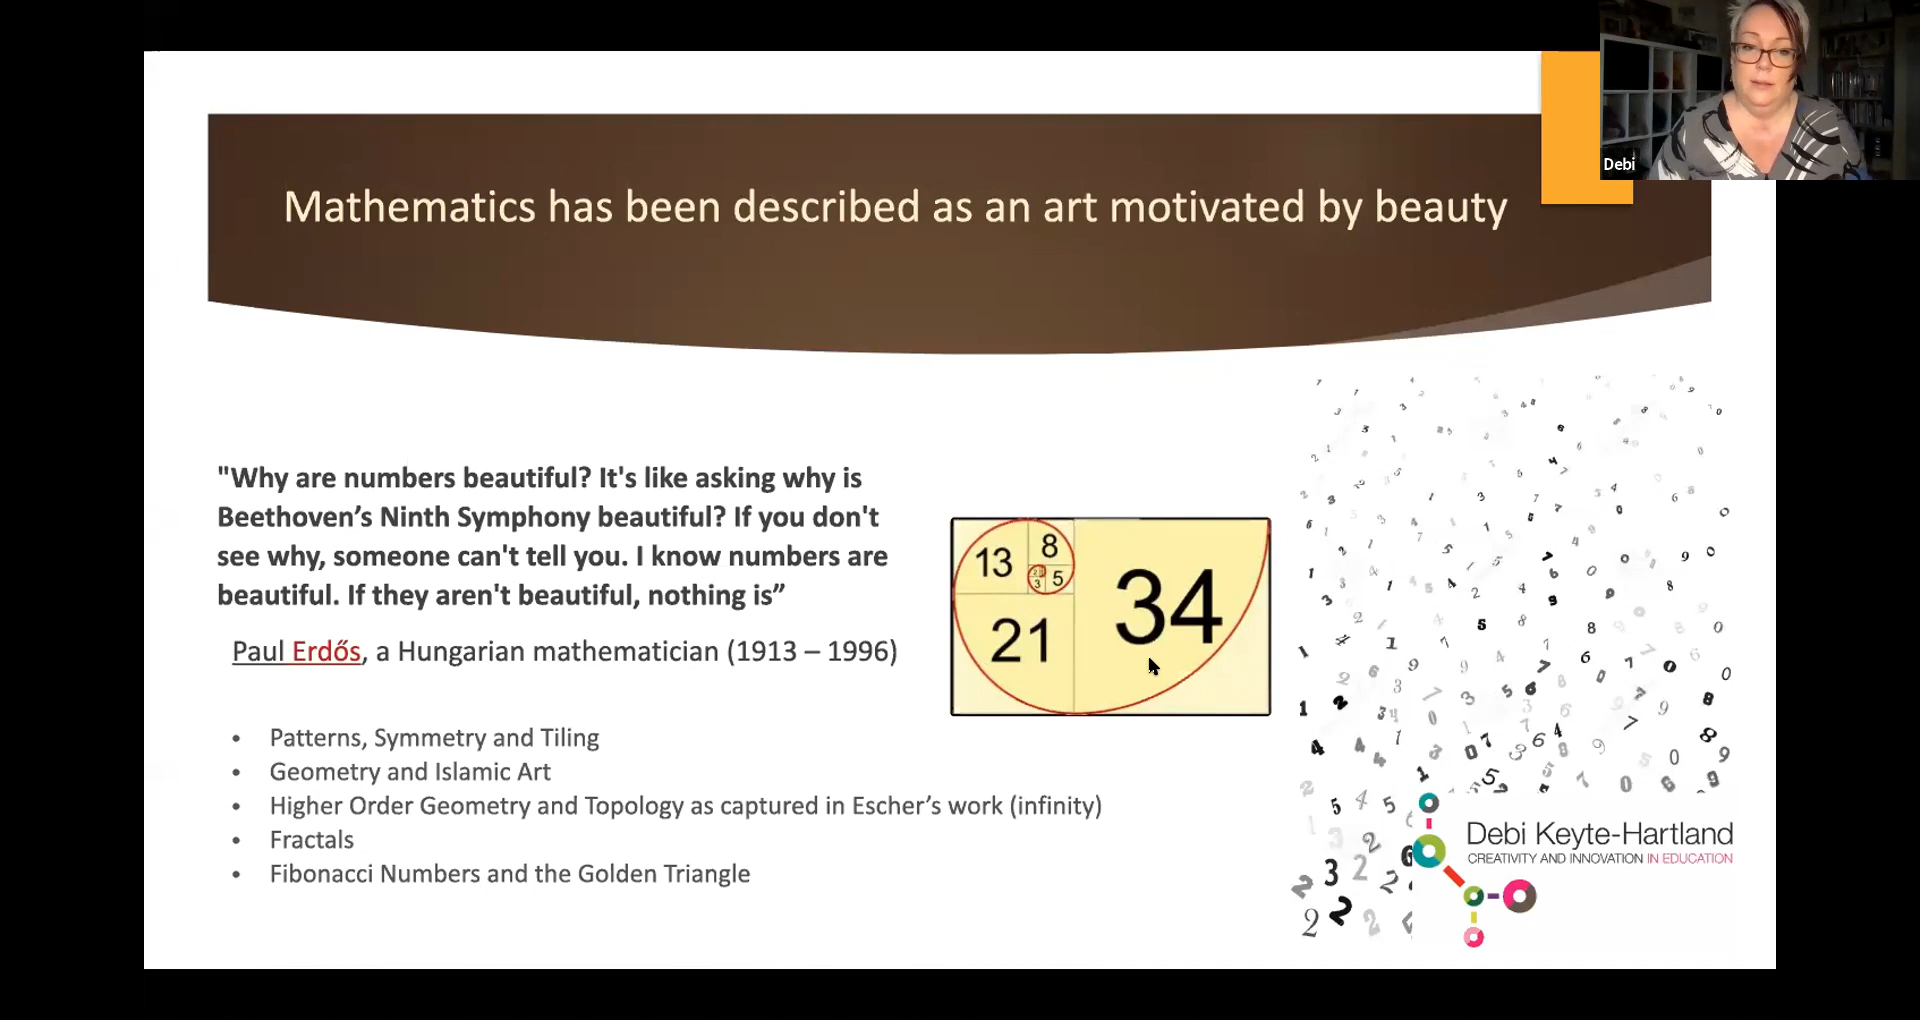 Debi
Mathematics has been described as an art motivated by beauty
"Why are numbers beautiful? It's like asking why is
Beethoven’s Ninth Symphony beautiful? If you don't
see why, someone can't tell you. I know numbers are
beautiful. If they aren't beautiful, nothing is”
Paul Erdős, a Hungarian mathematician (1913 – 1996)
13
8
3
5
21
34
• Patterns, Symmetry and Tiling
• Geometry and Islamic Art
• Higher Order Geometry and Topology as captured in Escher’s work (infinity)
• Fractals
• Fibonacci Numbers and the Golden Triangle
Debi Keyte-Hartland
CREATIVITY AND INNOVATION IN EDUCATION